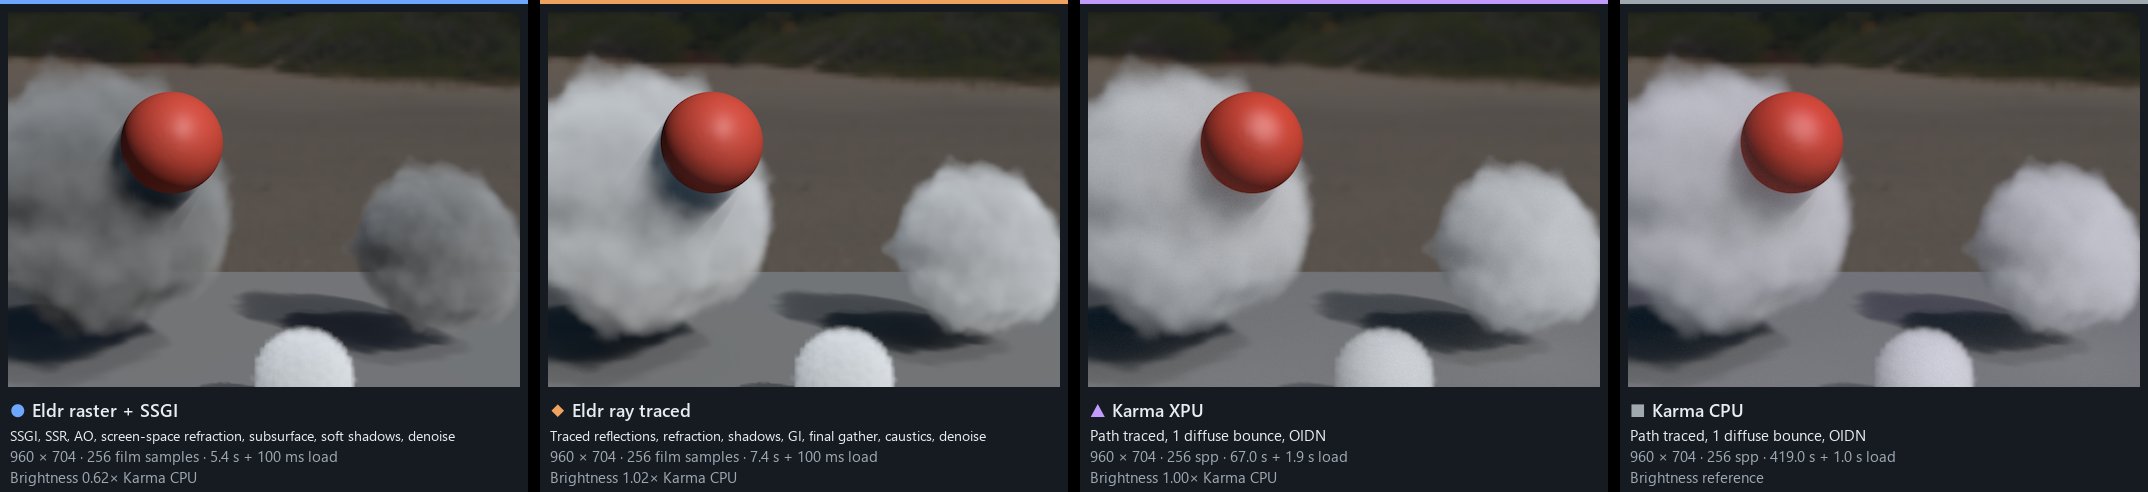 Eldr raster + SSGI
SSGI, SSR, AO, screen-space refraction, subsurface, soft shadows, denoise
960 × 704 · 256 film samples · 5.4 s + 100 ms load
Brightness 0.62× Karma CPU
Eldr ray traced
Traced reflections, refraction, shadows, GI, final gather, caustics, denoise
960 × 704 · 256 film samples · 7.4 s + 100 ms load
Brightness 1.02× Karma CPU
Karma XPU
Path traced, 1 diffuse bounce, OIDN
960 × 704 · 256 spp · 67.0 s + 1.9 s load
Brightness 1.00× Karma CPU
Karma CPU
Path traced, 1 diffuse bounce, OIDN
960 × 704 · 256 spp · 419.0 s + 1.0 s load
Brightness reference